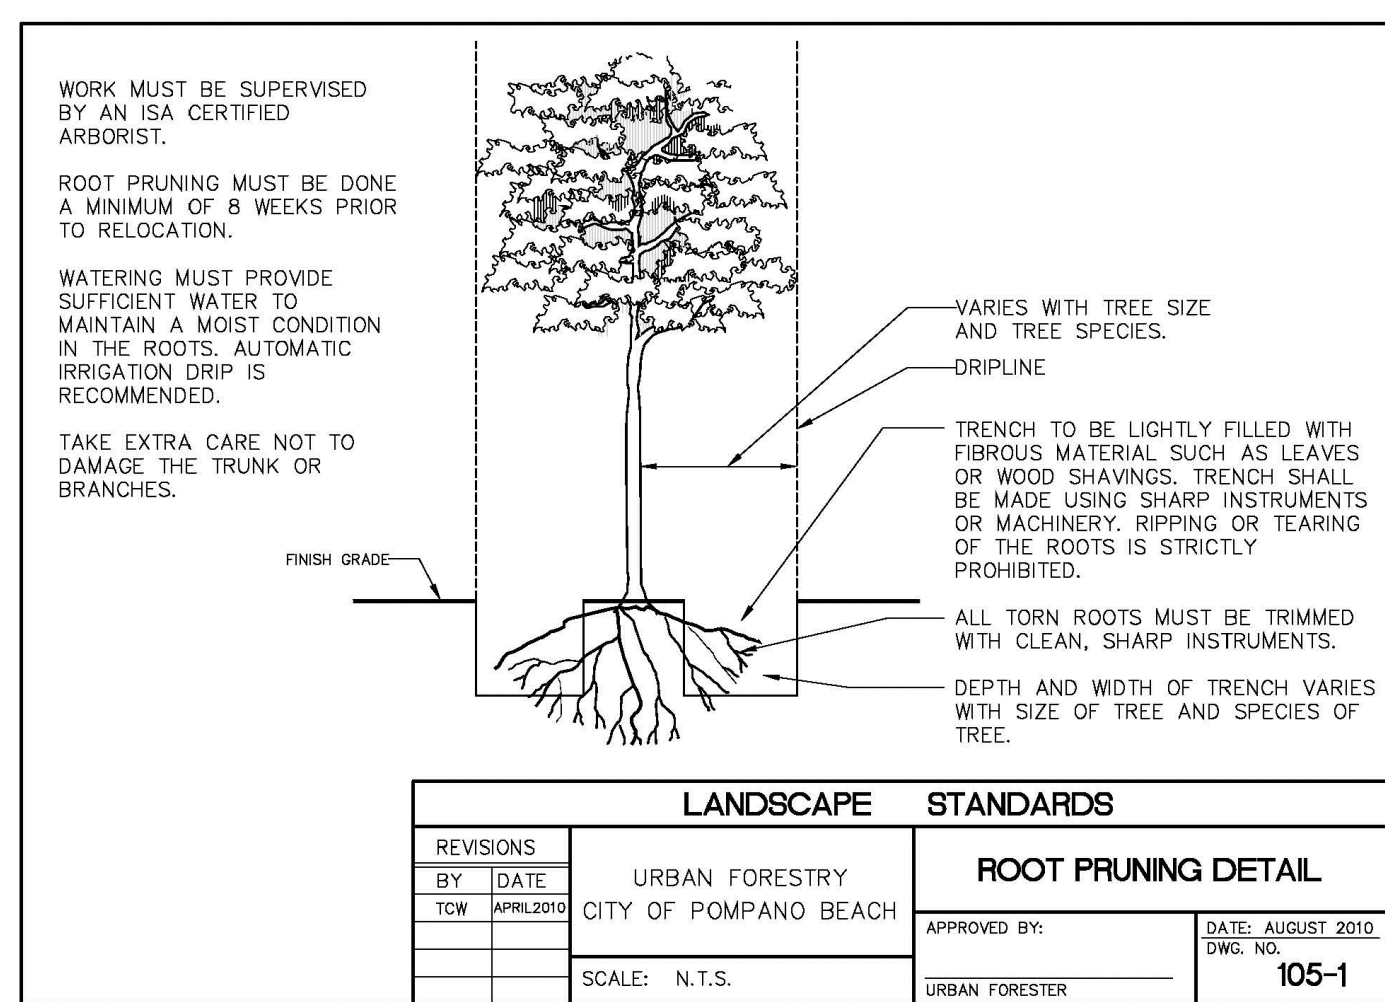 WORK MUST BE SUPERVISED
BY AN ISA CERTIFIED
ARBORIST.
ROOT PRUNING MUST BE DONE
A MINIMUM OF 8 WEEKS PRIOR
TO RELOCATION.
WATERING MUST PROVIDE
SUFFICIENT WATER TO
MAINTAIN A MOIST CONDITION
IN THE ROOTS. AUTOMATIC
IRRIGATION DRIP IS
RECOMMENDED.
TAKE EXTRA CARE NOT TO
DAMAGE THE TRUNK OR
BRANCHES.
FINISH GRADE
VARIES WITH TREE SIZE
AND TREE SPECIES.
DRIPLINE
TRENCH TO BE LIGHTLY FILLED WITH
FIBROUS MATERIAL SUCH AS LEAVES
OR WOOD SHAVINGS. TRENCH SHALL
BE MADE USING SHARP INSTRUMENTS
OR MACHINERY. RIPPING OR TEARING
OF THE ROOTS IS STRICTLY
PROHIBITED.
ALL TORN ROOTS MUST BE TRIMMED
WITH CLEAN, SHARP INSTRUMENTS.
DEPTH AND WIDTH OF TRENCH VARIES
WITH SIZE OF TREE AND SPECIES OF
TREE.
LANDSCAPE STANDARDS
REVISIONS
BY DATE
TCW APRIL2010
URBAN FORESTRY
CITY OF POMPANO BEACH
SCALE: N.T.S.
ROOT PRUNING DETAIL
APPROVED BY:
URBAN FORESTER
DATE: AUGUST 2010
DWG. NO.
105-1